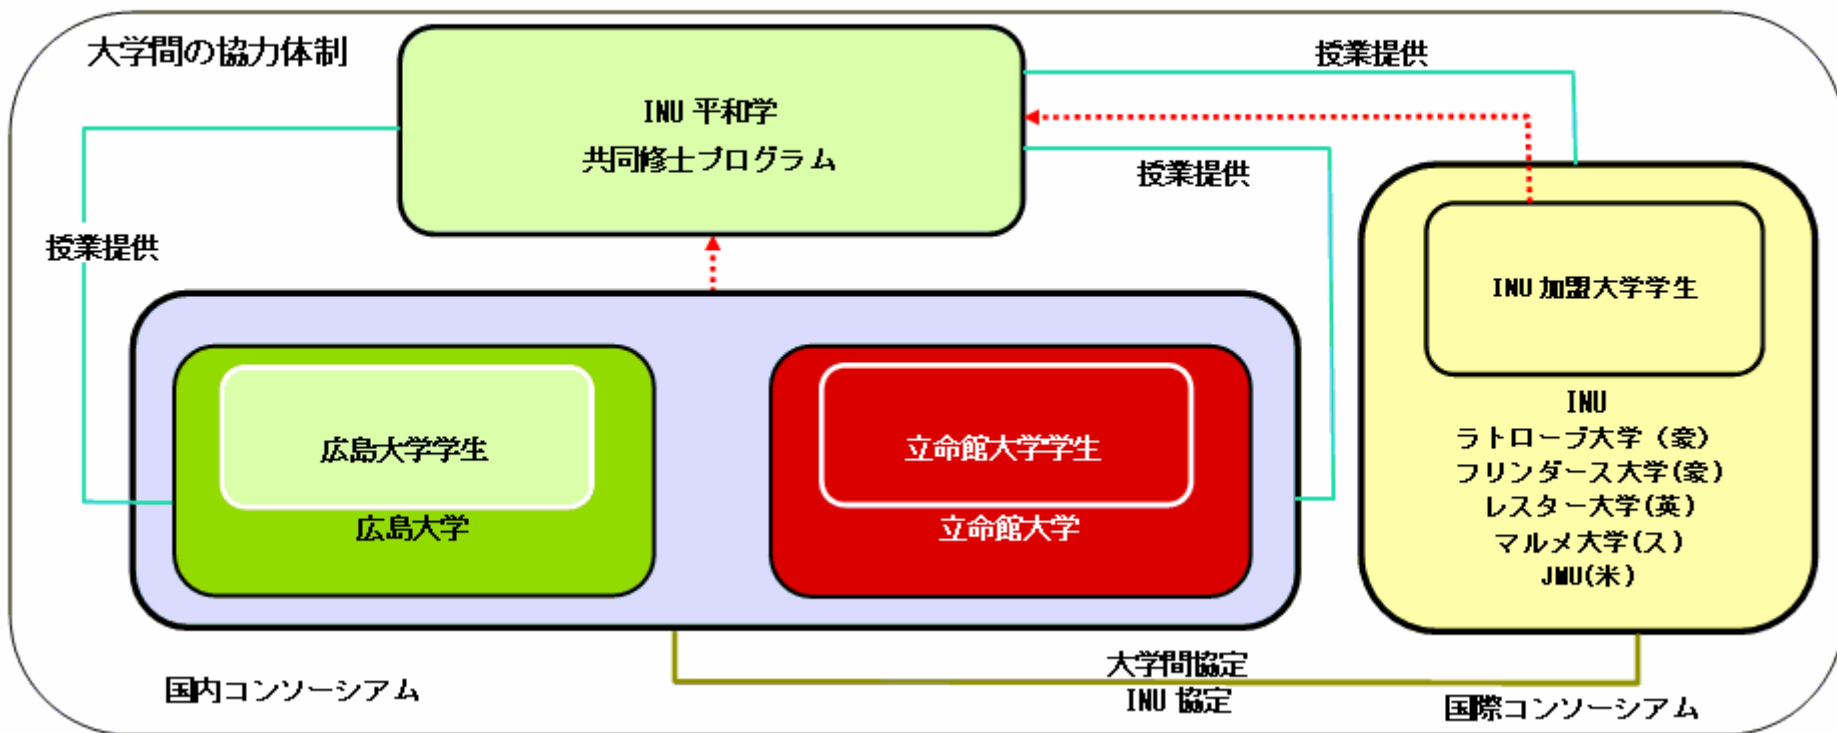 大学間の協力体制
授業提供
INU 平和学
共同修士プログラム
授業提供
授業提供
INU 加盟大学学生
広島大学学生
広島大学
立命館大学学生
立命館大学
INU
ラトローブ大学 (豪)
フリンダース大学(豪)
レスター大学(英)
マルメ大学(ス)
JMU(米)
大学間協定
INU 協定
国内コンソーシアム
国際コンソーシアム